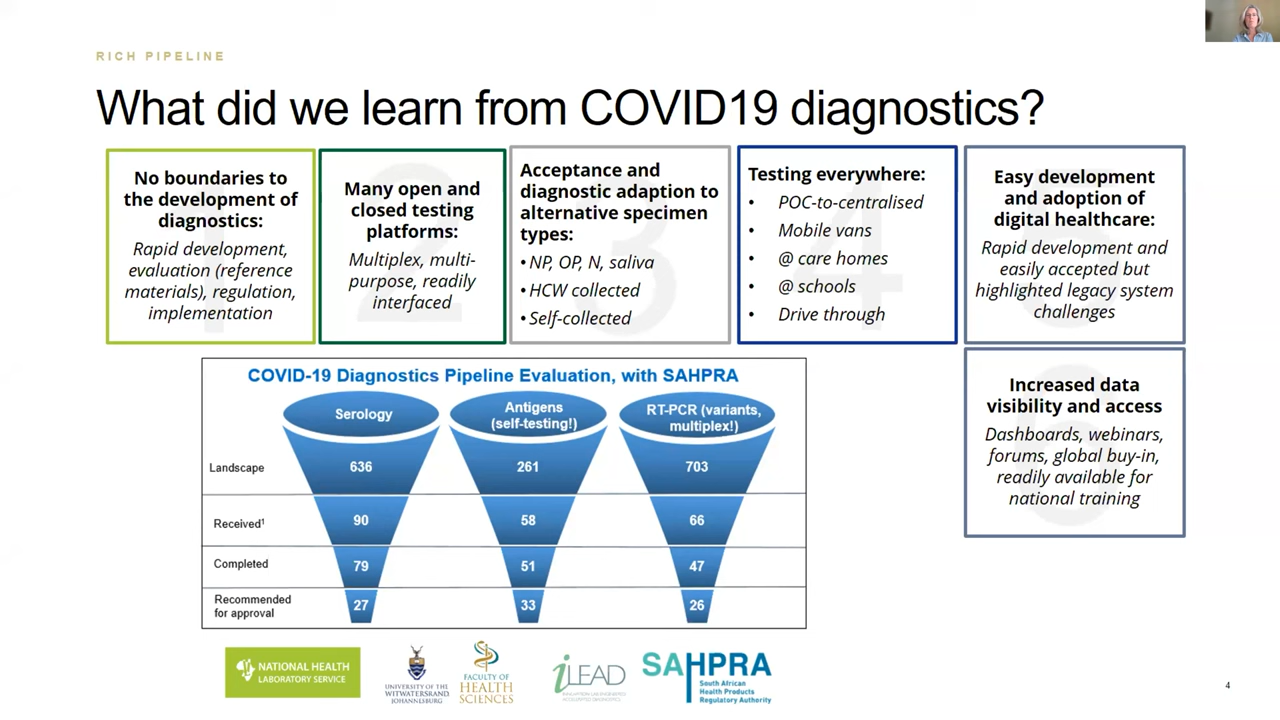 RICH PIPELINE
What did we learn from COVID19 diagnostics?
No boundaries to
the development of
diagnostics:
Rapid development,
evaluation (reference
materials), regulation,
implementation
Many open and
closed testing
platforms:
Multiplex, multi-
purpose, readily
interfaced
Acceptance and
diagnostic adaption to
alternative specimen
types:
• NP, OP, N, saliva
• HCW collected
• Self-collected
Testing everywhere:
• POC-to-centralised
• Mobile vans
• @ care homes
• @ schools
• Drive through
Easy development
and adoption of
digital healthcare:
Rapid development and
easily accepted but
highlighted legacy system
challenges
Increased data
visibility and access
Dashboards, webinars,
forums, global buy-in,
readily available for
national training
COVID-19 Diagnostics Pipeline Evaluation, with SAHPRA
Serology
Antigens
(self-testing!)
RT-PCR (variants,
multiplex!)
Landscape 636 261 703
Received¹ 90 58 66
Completed 79 51 47
Recommended
for approval 27 33 26
NATIONAL HEALTH
LABORATORY SERVICE
UNIVERSITY OF THE
WITWATERSRAND,
JOHANNESBURG
FACULTY OF
HEALTH
SCIENCES
iLEAD
SAHPRA
South African
Health Products
Regulatory Authority
4